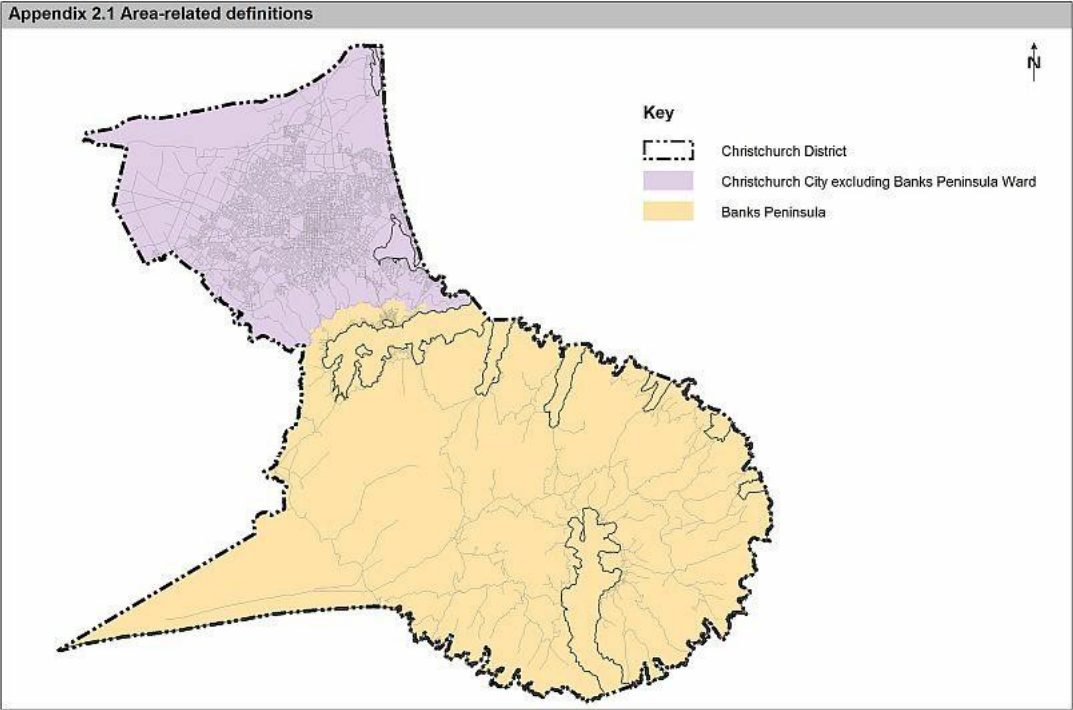 Appendix 2.1 Area-related definitions
N
Key
Christchurch District
Christchurch City excluding Banks Peninsula Ward
Banks Peninsula